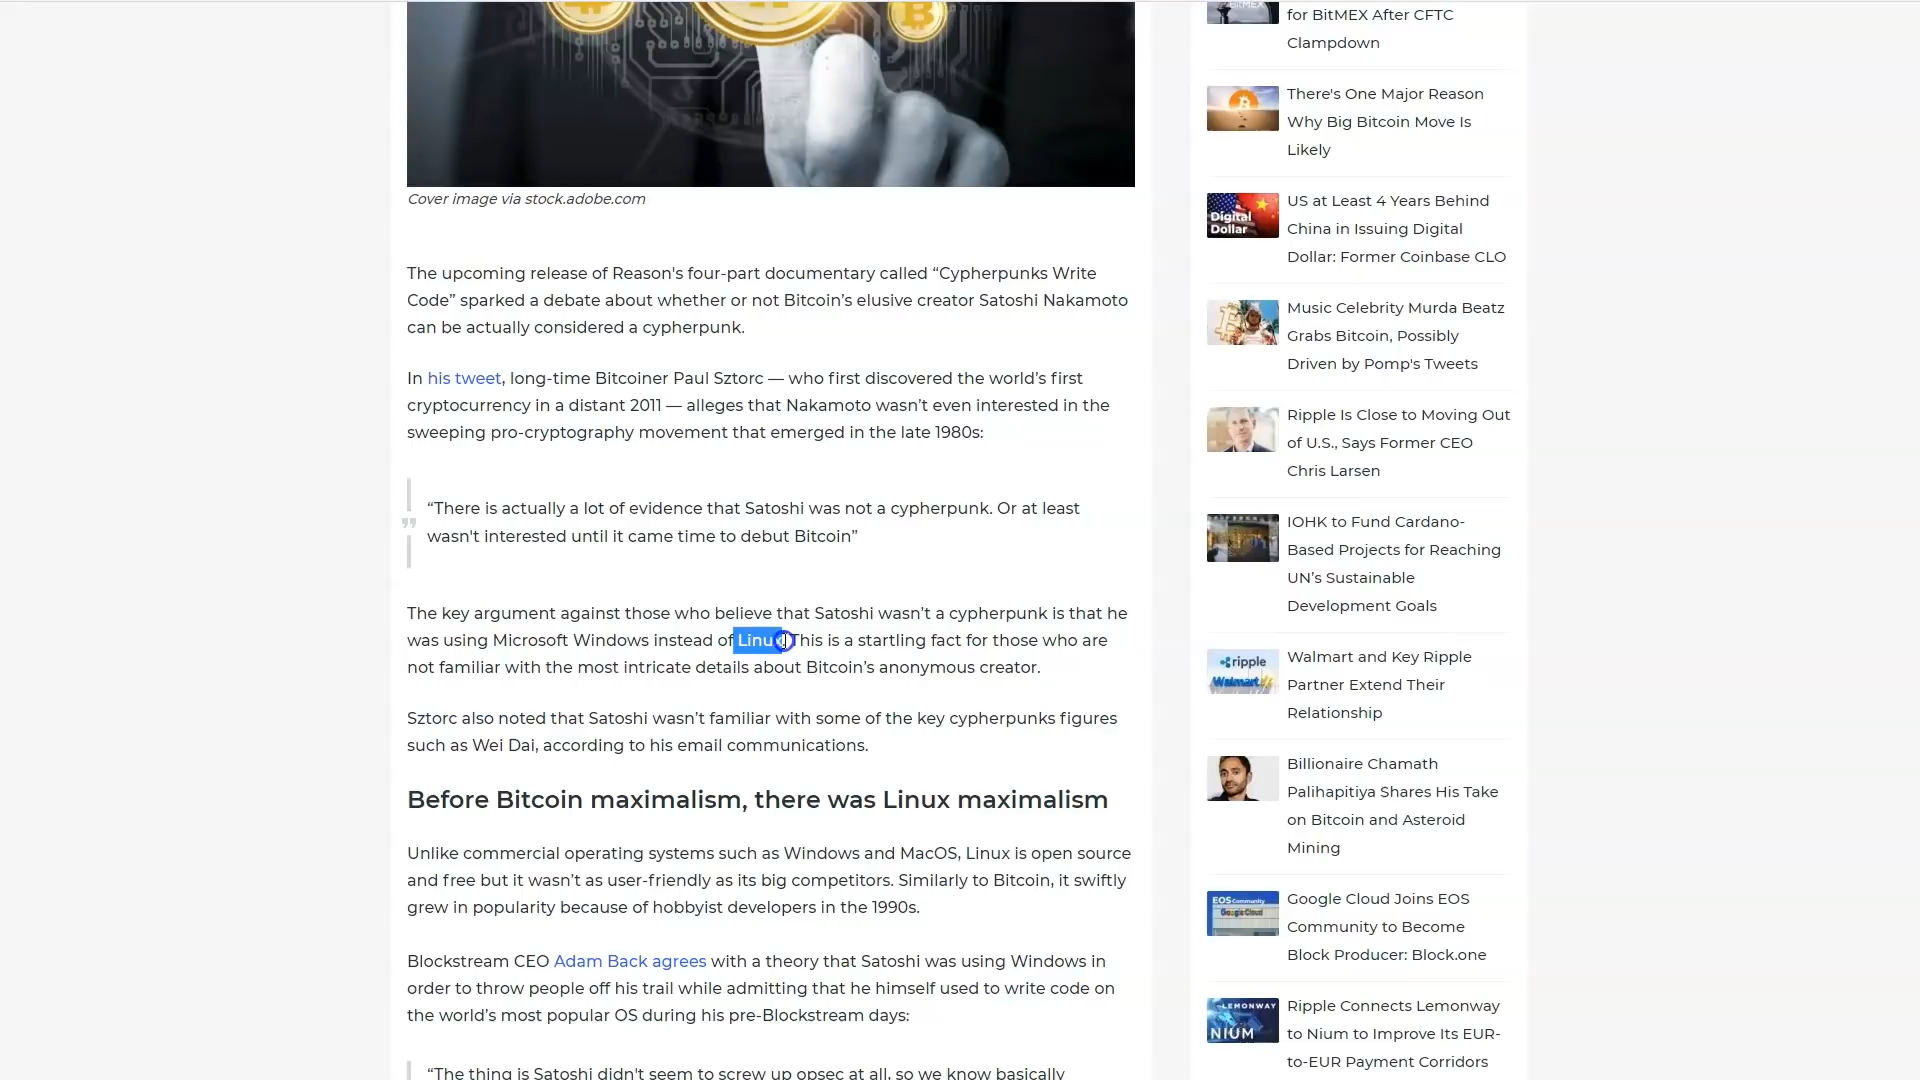 Cover image via stock.adobe.com
The upcoming release of Reason's four-part documentary called “Cypherpunks Write
Code” sparked a debate about whether or not Bitcoin’s elusive creator Satoshi Nakamoto
can be actually considered a cypherpunk.
In his tweet, long-time Bitcoiner Paul Sztorc — who first discovered the world’s first
cryptocurrency in a distant 2011 — alleges that Nakamoto wasn’t even interested in the
sweeping pro-cryptography movement that emerged in the late 1980s:
“There is actually a lot of evidence that Satoshi was not a cypherpunk. Or at least
wasn't interested until it came time to debut Bitcoin”
The key argument against those who believe that Satoshi wasn’t a cypherpunk is that he
was using Microsoft Windows instead of Linux. This is a startling fact for those who are
not familiar with the most intricate details about Bitcoin’s anonymous creator.
Sztorc also noted that Satoshi wasn’t familiar with some of the key cypherpunks figures
such as Wei Dai, according to his email communications.
Before Bitcoin maximalism, there was Linux maximalism
Unlike commercial operating systems such as Windows and MacOS, Linux is open source
and free but it wasn’t as user-friendly as its big competitors. Similarly to Bitcoin, it swiftly
grew in popularity because of hobbyist developers in the 1990s.
Blockstream CEO Adam Back agrees with a theory that Satoshi was using Windows in
order to throw people off his trail while admitting that he himself used to write code on
the world’s most popular OS during his pre-Blockstream days:
“The thing is Satoshi didn't seem to screw up opsec at all, so we know basically
BitMEX
for BitMEX After CFTC
Clampdown
There's One Major Reason
Why Big Bitcoin Move Is
Likely
Digital
Dollar
US at Least 4 Years Behind
China in Issuing Digital
Dollar: Former Coinbase CLO
Music Celebrity Murda Beatz
Grabs Bitcoin, Possibly
Driven by Pomp's Tweets
Ripple Is Close to Moving Out
of U.S., Says Former CEO
Chris Larsen
IOHK to Fund Cardano-
Based Projects for Reaching
UN’s Sustainable
Development Goals
ripple
Walmart
Walmart and Key Ripple
Partner Extend Their
Relationship
Billionaire Chamath
Palihapitiya Shares His Take
on Bitcoin and Asteroid
Mining
EOS Community
Google Cloud
Google Cloud Joins EOS
Community to Become
Block Producer: Block.one
LEMONWAY
NIUM
Ripple Connects Lemonway
to Nium to Improve Its EUR-
to-EUR Payment Corridors